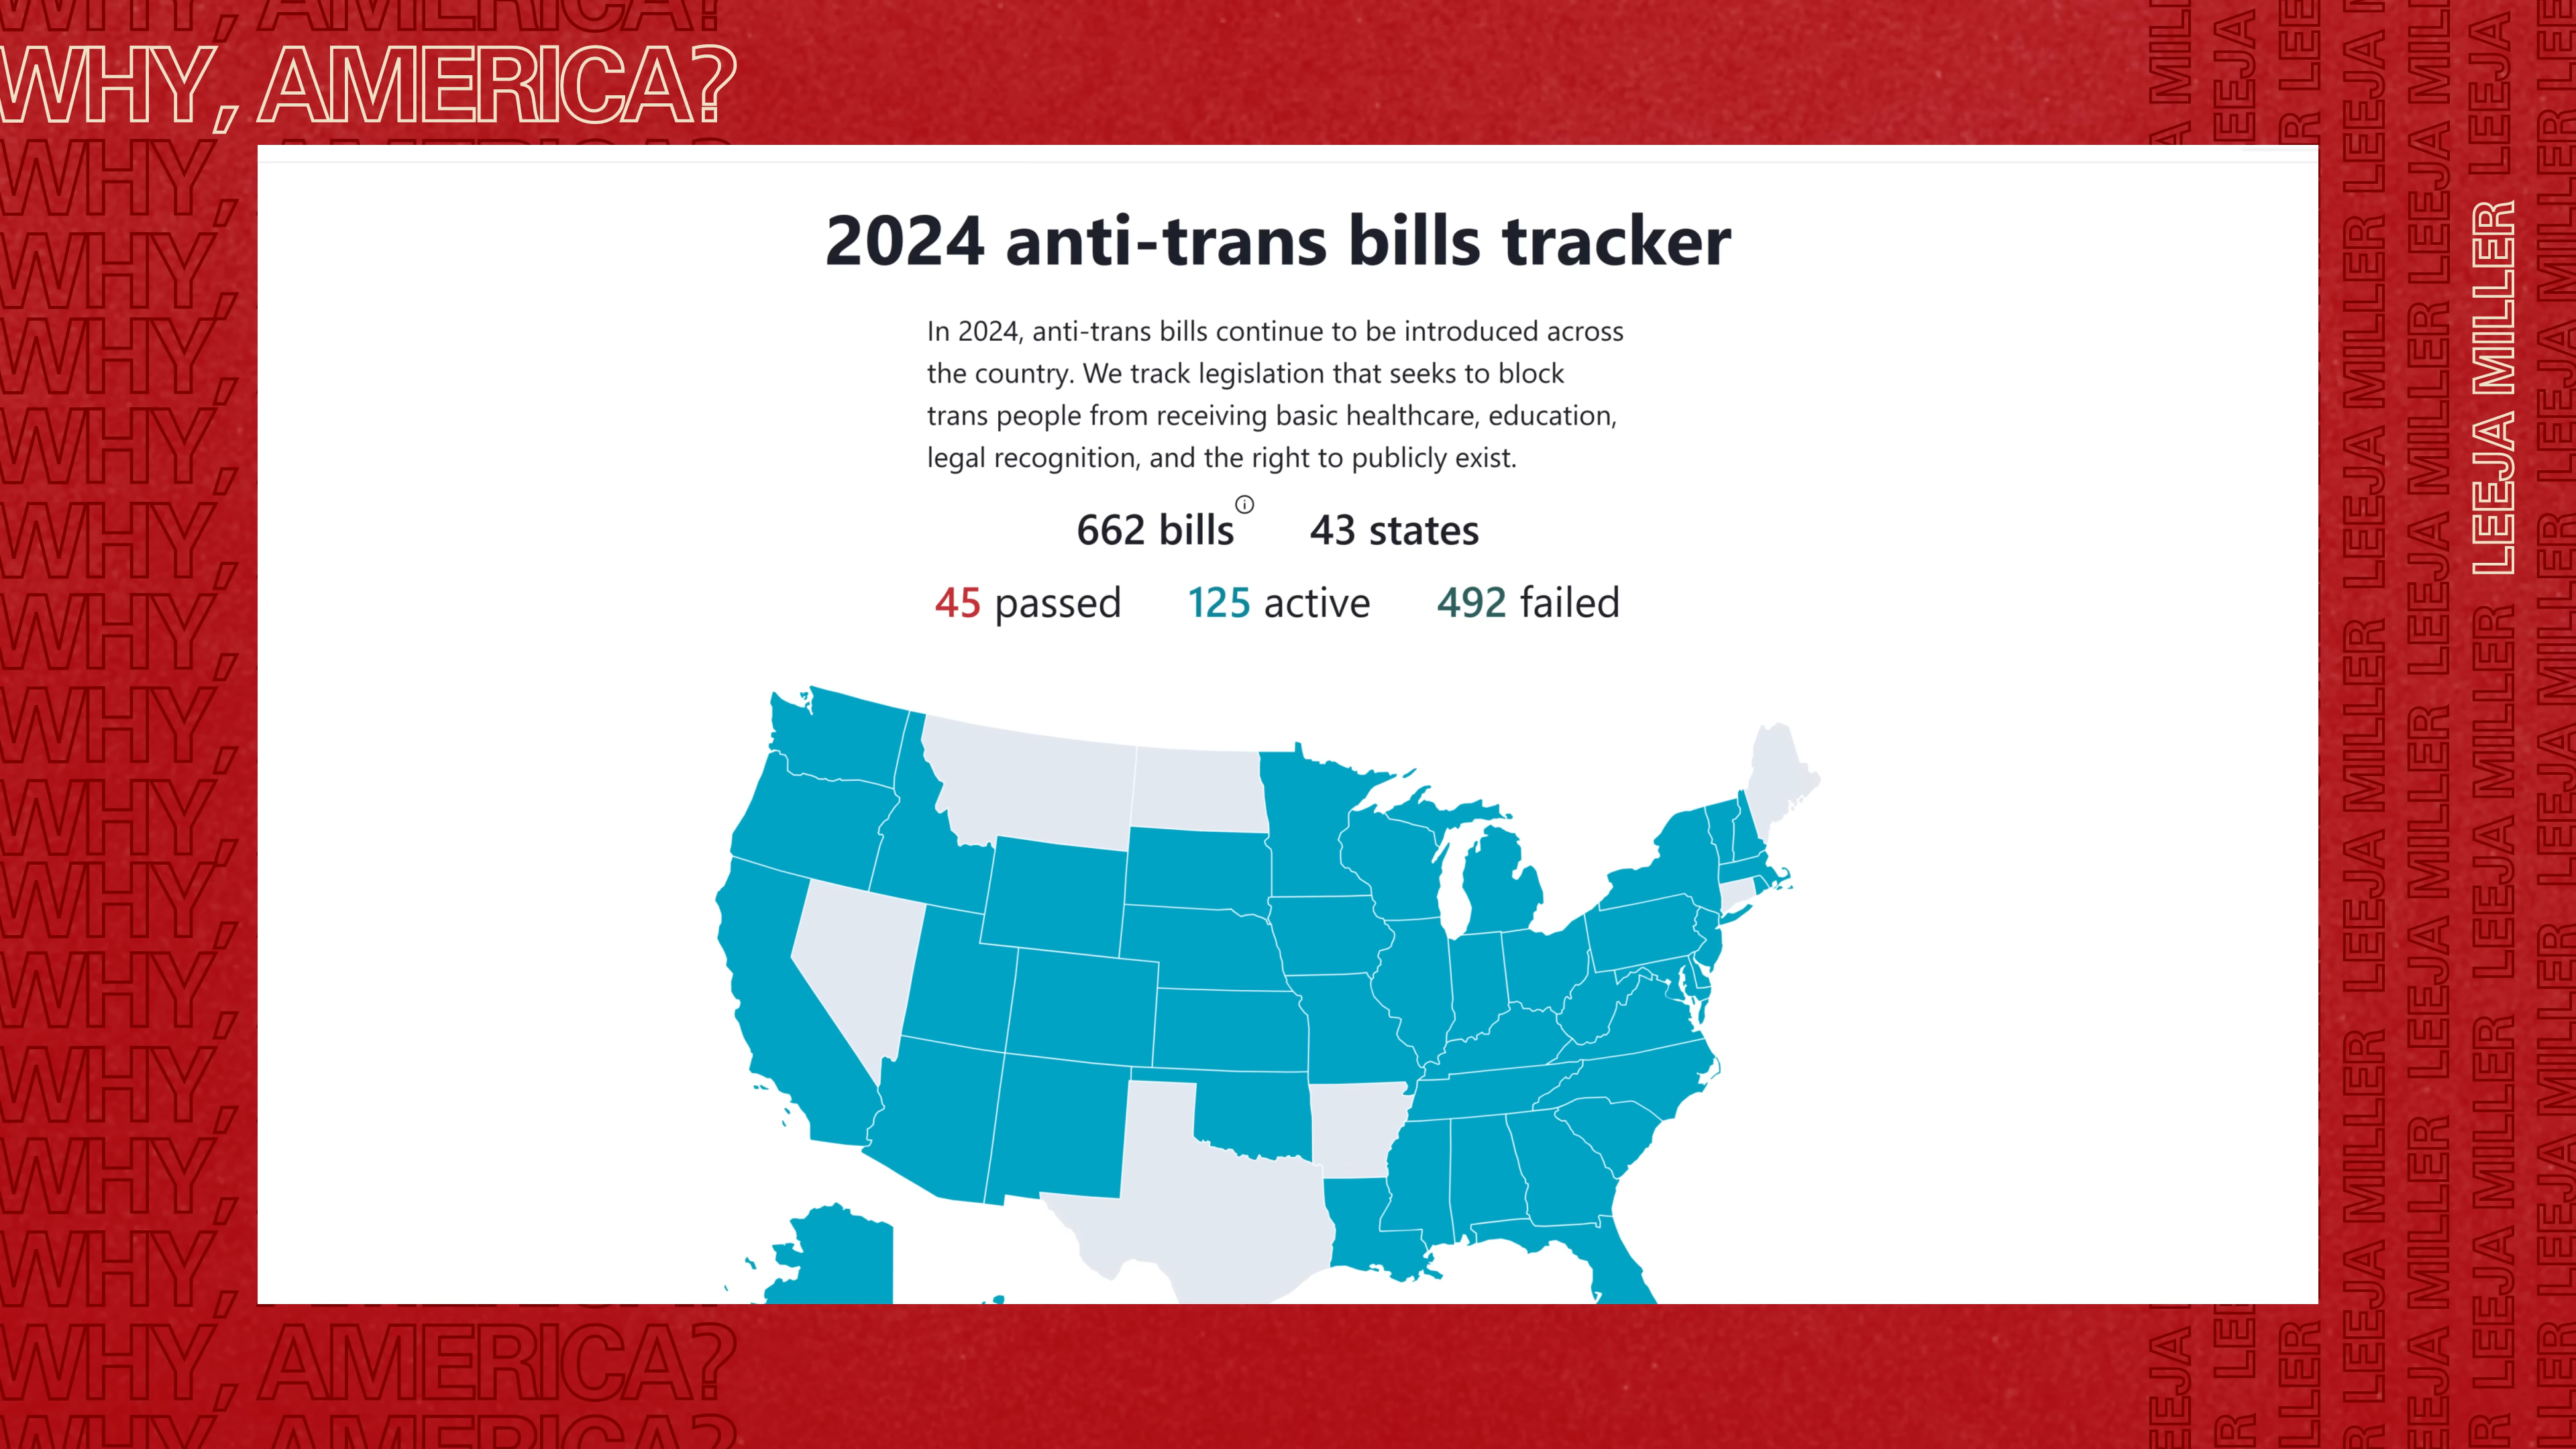 WHY, AMERICA?
LEEJA MILLER
2024 anti-trans bills tracker
In 2024, anti-trans bills continue to be introduced across
the country. We track legislation that seeks to block
trans people from receiving basic healthcare, education,
legal recognition, and the right to publicly exist.
662 bills 43 states
45 passed 125 active 492 failed
WHY, AMERICA?